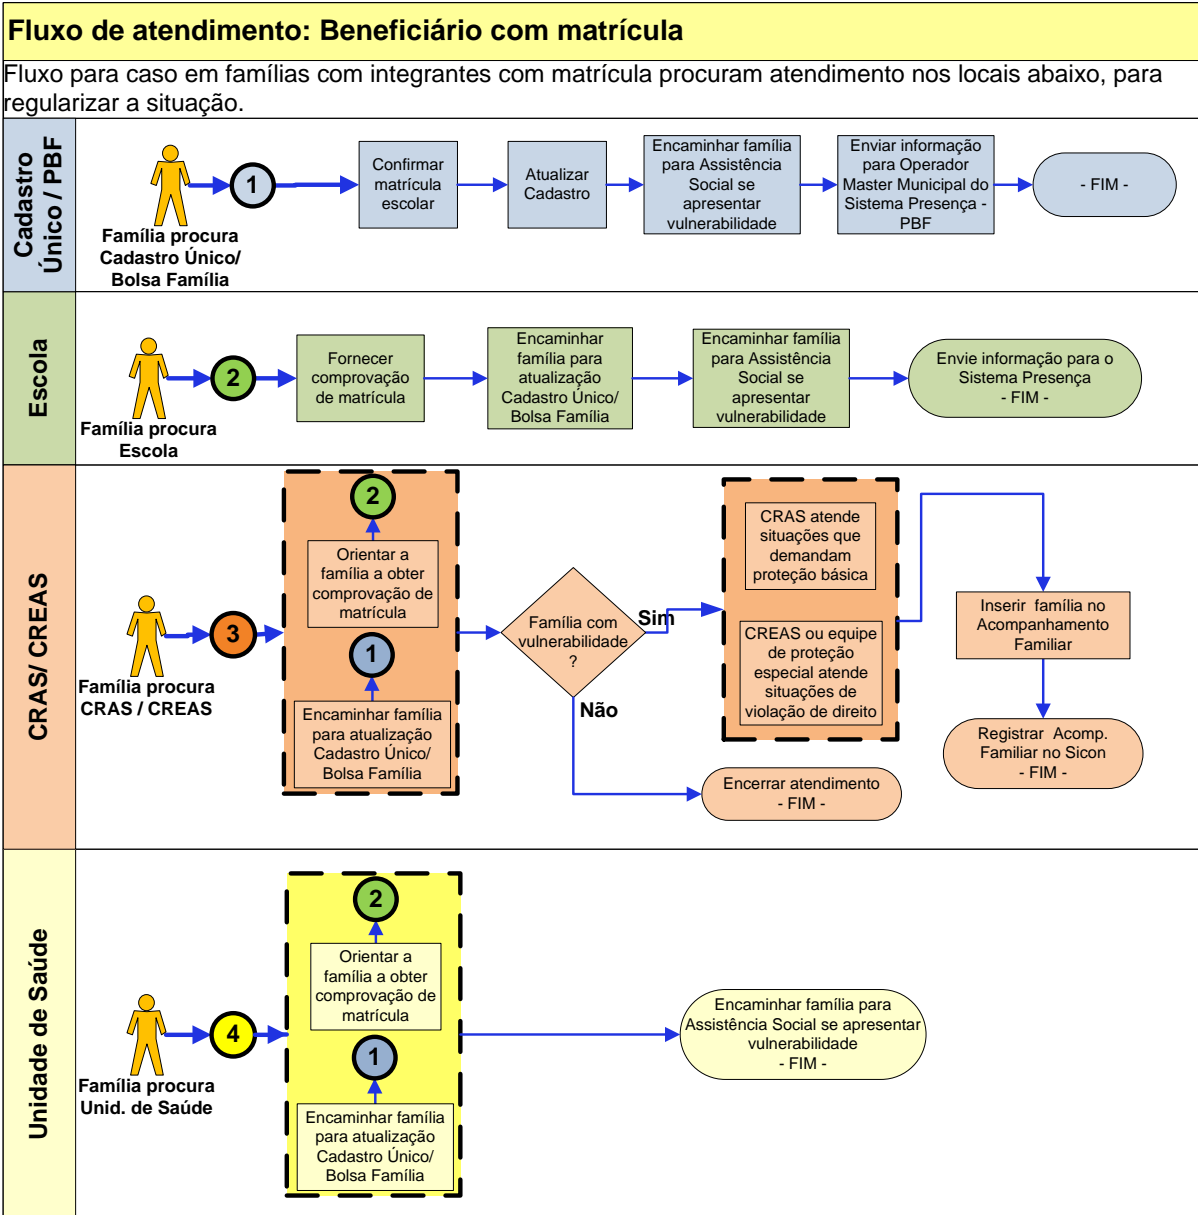 Fluxo de atendimento: Beneficiário com matrícula
Fluxo para caso em famílias com integrantes com matrícula procuram atendimento nos locais abaixo, para
regularizar a situação.
Cadastro
Único / PBF
Família procura
Cadastro Único/
Bolsa Família
1
Confirmar
matrícula
escolar
Atualizar
Cadastro
Encaminhar família
para Assistência
Social se
apresentar
vulnerabilidade
Enviar informação
para Operador
Master Municipal do
Sistema Presença -
PBF
- FIM -
Escola
Família procura
Escola
2
Fornecer
comprovação
de matrícula
Encaminhar
família para
atualização
Cadastro Único/
Bolsa Família
Encaminhar família
para Assistência
Social se
apresentar
vulnerabilidade
Envie informação para o
Sistema Presença
- FIM -
CRAS/ CREAS
Família procura
CRAS / CREAS
3
2
Orientar a
família a obter
comprovação de
matrícula
1
Encaminhar família
para atualização
Cadastro Único/
Bolsa Família
Família com
vulnerabilidade
?
Sim
Não
CRAS atende
situações que
demandam
proteção básica
CREAS ou equipe
de proteção
especial atende
situações de
violação de direito
Inserir família no
Acompanhamento
Familiar
Registrar Acomp.
Familiar no Sicon
- FIM -
Encerrar atendimento
- FIM -
Unidade de Saúde
Família procura
Unid. de Saúde
4
2
Orientar a
família a obter
comprovação de
matrícula
1
Encaminhar família
para atualização
Cadastro Único/
Bolsa Família
Encaminhar família para
Assistência Social se apresentar
vulnerabilidade
- FIM -